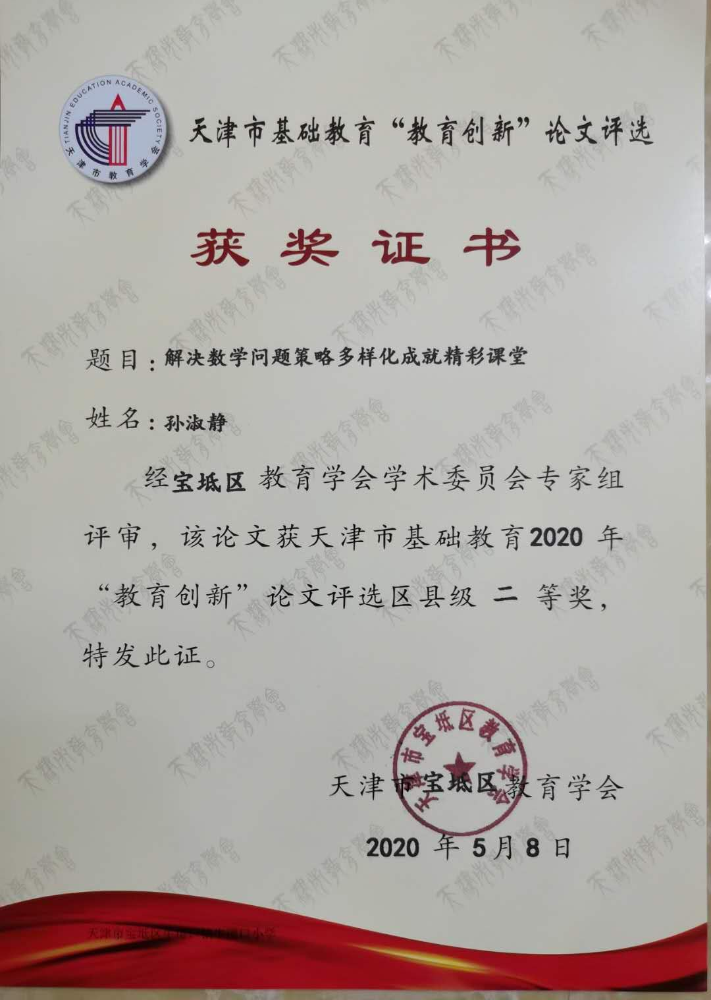 TIANJIN EDUCATION ACADEMIC SOCIETY
天津市教育学会
天津市基础教育“教育创新”论文评选
获奖证书
题目:解决数学问题策略多样化成就精彩课堂
姓名:孙淑静
经宝坻区 教育学会学术委员会专家组
评审，该论文获天津市基础教育2020 年
“教育创新”论文评选区县级 二 等奖，
特发此证。
天津市宝坻区教育学会
天津市宝坻区教育学会
2020 年 5 月 8 日
天津市宝坻区
口小学